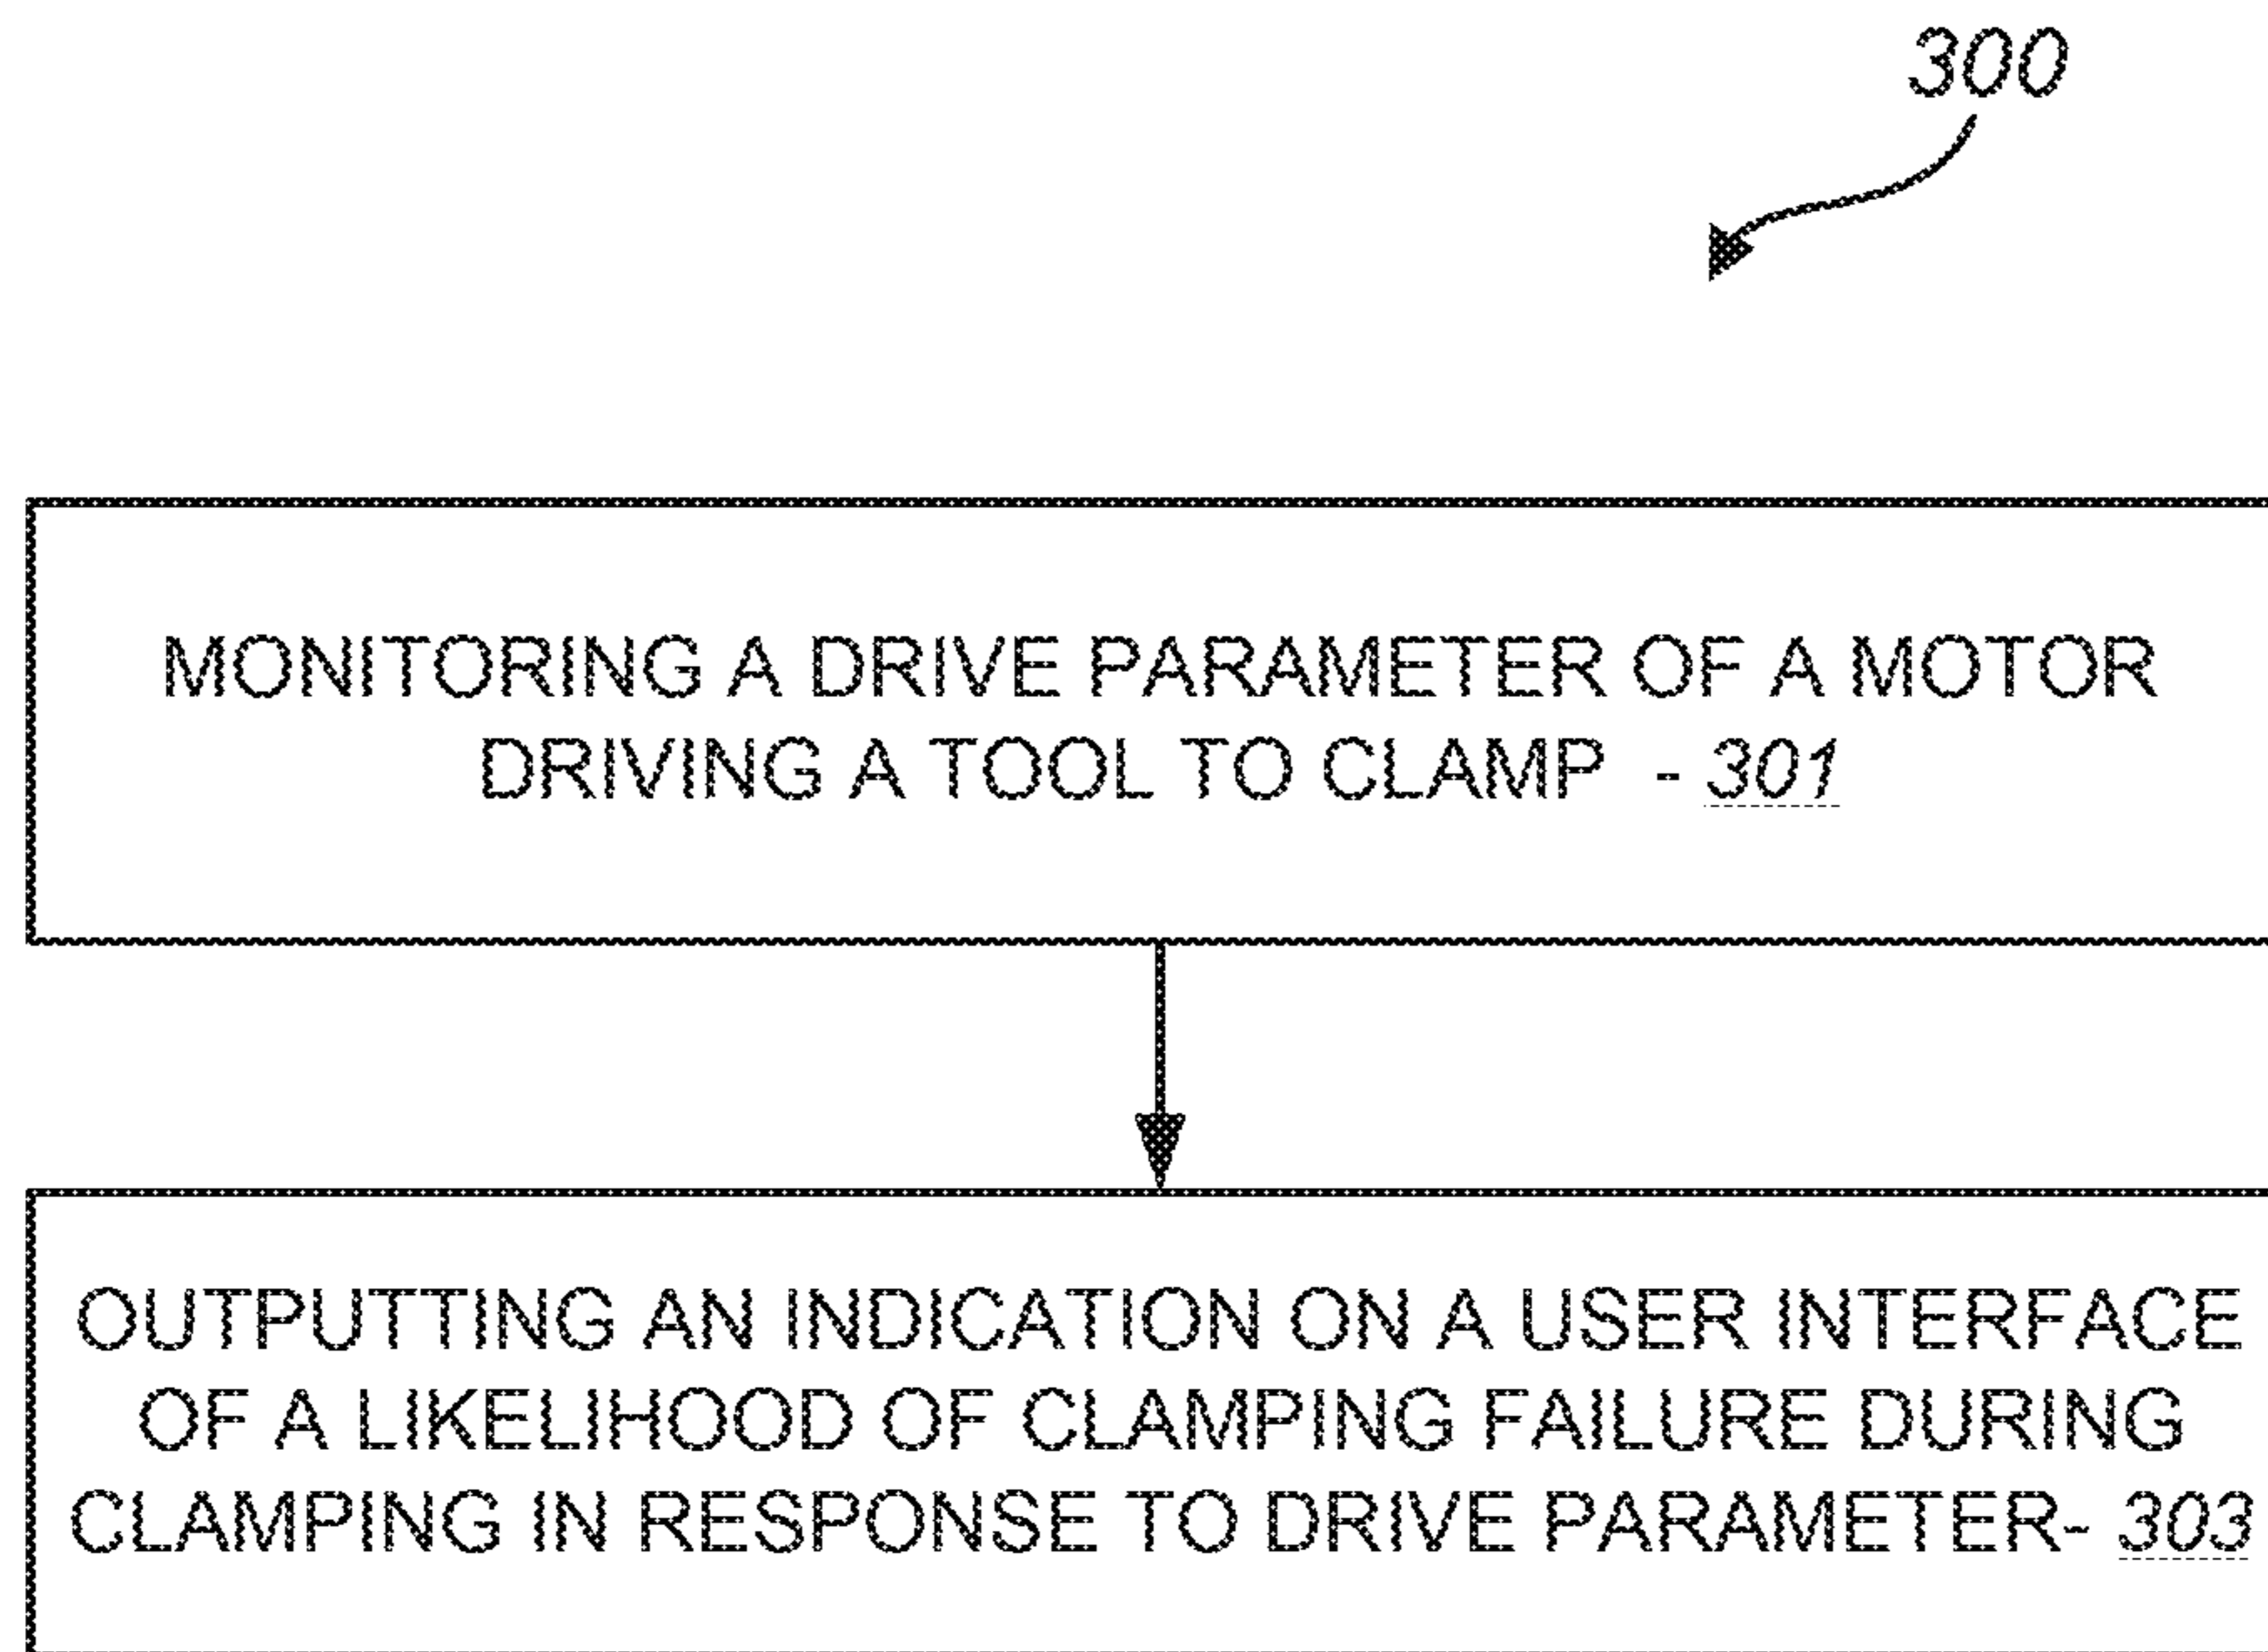 300
MONITORING A DRIVE PARAMETER OF A MOTOR
DRIVING A TOOL TO CLAMP - 301
OUTPUTTING AN INDICATION ON A USER INTERFACE
OF A LIKELIHOOD OF CLAMPING FAILURE DURING
CLAMPING IN RESPONSE TO DRIVE PARAMETER- 303